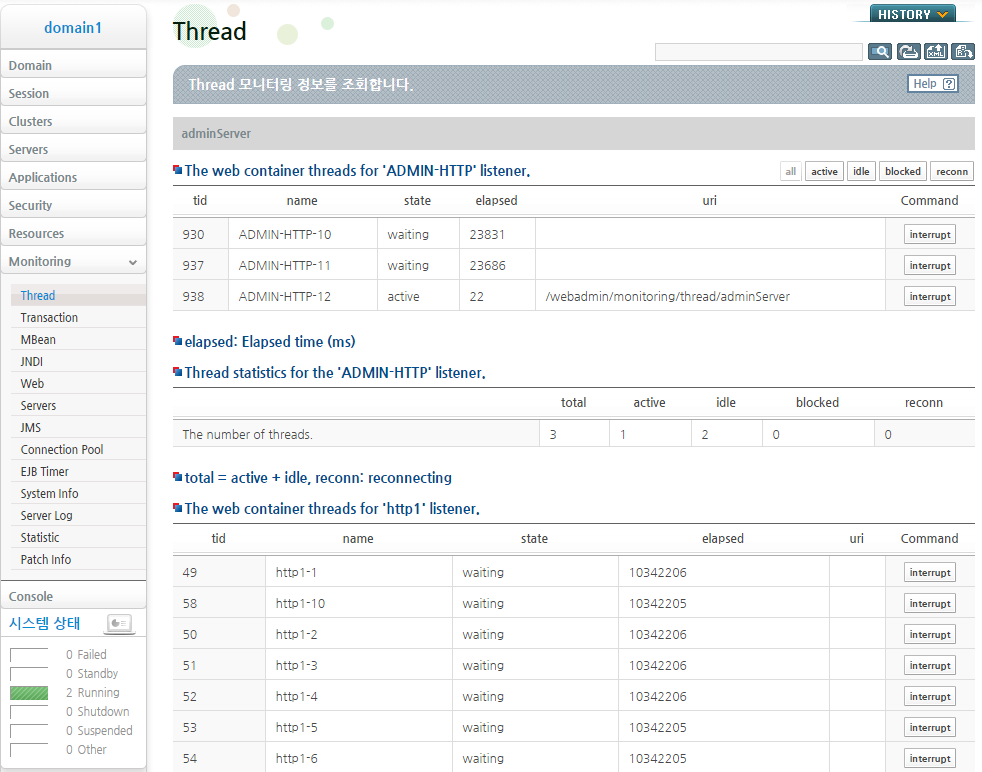 domain1
Domain
Session
Clusters
Servers
Applications
Security
Resources
Monitoring
Thread
Transaction
MBean
JNDI
Web
Servers
JMS
Connection Pool
EJB Timer
System Info
Server Log
Statistic
Patch Info
Console
시스템 상태
0 Failed
0 Standby
2 Running
0 Shutdown
0 Suspended
0 Other
HISTORY
Thread
XML
Thread 모니터링 정보를 조회합니다.
Help ?
adminServer
The web container threads for 'ADMIN-HTTP' listener.
all active idle blocked reconn
tid name state elapsed uri Command
930 ADMIN-HTTP-10 waiting 23831 interrupt
937 ADMIN-HTTP-11 waiting 23686 interrupt
938 ADMIN-HTTP-12 active 22 /webadmin/monitoring/thread/adminServer interrupt
elapsed: Elapsed time (ms)
Thread statistics for the 'ADMIN-HTTP' listener.
total active idle blocked reconn
The number of threads. 3 1 2 0 0
total = active + idle, reconn: reconnecting
The web container threads for 'http1' listener.
tid name state elapsed uri Command
49 http1-1 waiting 10342206 interrupt
58 http1-10 waiting 10342205 interrupt
50 http1-2 waiting 10342206 interrupt
51 http1-3 waiting 10342206 interrupt
52 http1-4 waiting 10342206 interrupt
53 http1-5 waiting 10342205 interrupt
54 http1-6 waiting 10342205 interrupt